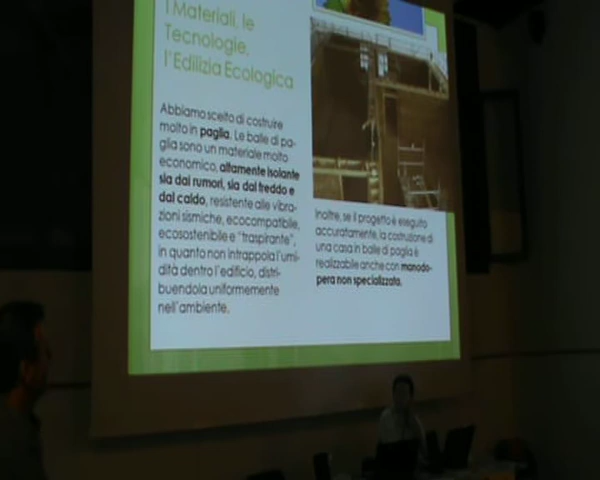 I Materiali, le
Tecnologie,
l'Edilizia Ecologica
Abbiamo scelto di costruire
molto in paglia. Le balle di pa-
glia sono un materiale molto
economico, altamente isolante
sia dai rumori, sia dal freddo e
dal caldo, resistente alle vibra-
zioni sismiche, ecocompatibile,
ecosostenibile e "traspirante",
in quanto non intrappola l'umi-
dità dentro l'edificio, distri-
buendola uniformemente
nell'ambiente.
Inoltre, se il progetto è eseguito
accuratamente, la costruzione di
una casa in balle di paglia è
realizzabile anche con manodo-
pera non specializzata.